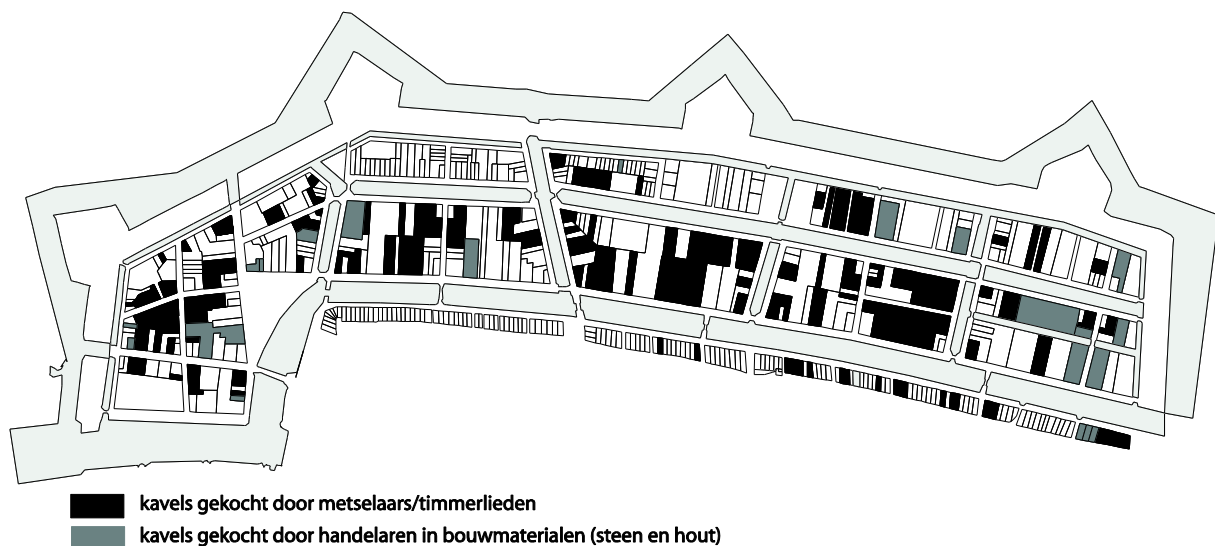 kavels gekocht door metselaars/timmerlieden
kavels gekocht door handelaren in bouwmaterialen (steen en hout)